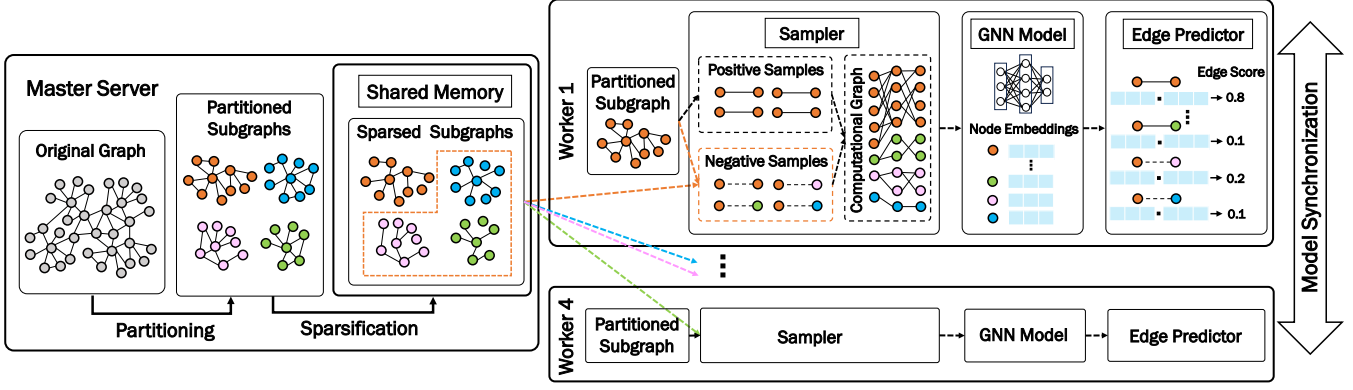 Master Server
Original Graph
Partitioned
Subgraphs
Shared Memory
Sparsed Subgraphs
Partitioning
Sparsification
Worker 1
Partitioned
Subgraph
Sampler
Positive Samples
Negative Samples
Computational Graph
GNN Model
Node Embeddings
Edge Predictor
Edge Score
0.8
0.1
0.2
0.1
Worker 4
Partitioned
Subgraph
Sampler
GNN Model
Edge Predictor
Model Synchronization